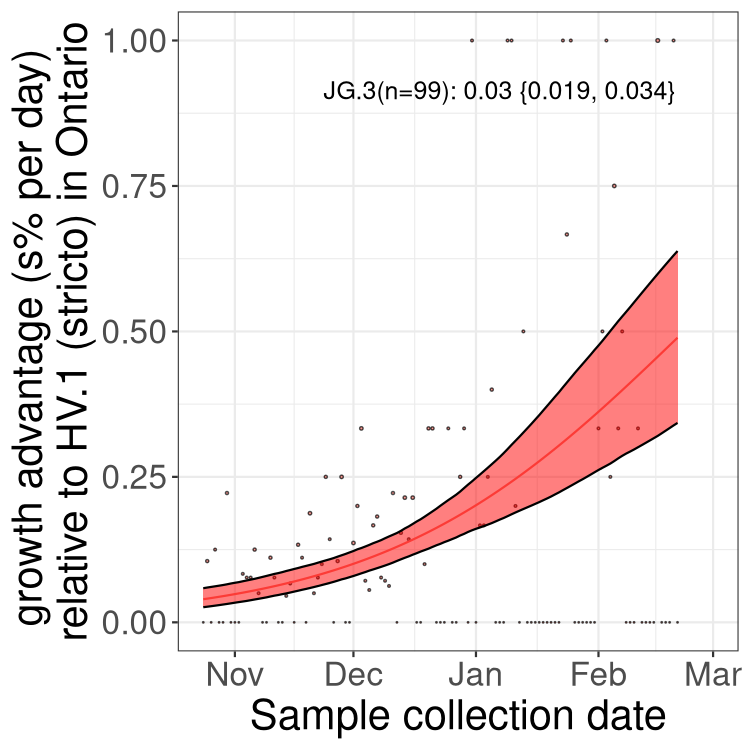 growth advantage (s% per day)
relative to HV.1 (stricto) in Ontario
1.00
0.75
0.50
0.25
0.00
JG.3(n=99): 0.03 {0.019, 0.034}
Nov Dec Jan Feb Mar
Sample collection date